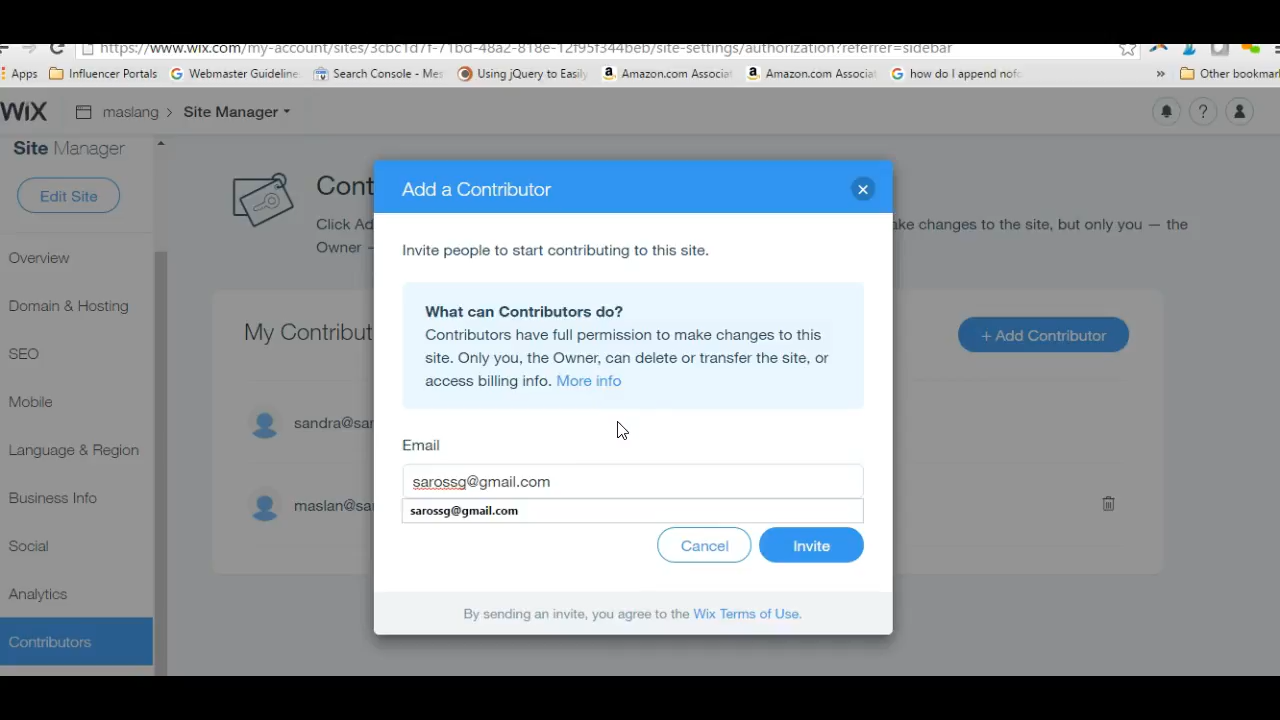 https://www.wix.com/my-account/sites/3cbc1d7f-71bd-48a2-818e-12f95f344beb/site-settings/authorization?referrer=sidebar
Apps Influencer Portals Webmaster Guideline Search Console - Mes Using jQuery to Easily Amazon.com Associat Amazon.com Associat how do I append nofo » Other bookmar
WiX maslang > Site Manager ?
Site Manager
Edit Site
Overview
Domain & Hosting
SEO
Mobile
Language & Region
Business Info
Social
Analytics
Contributors
Cont
Click Ad
ake changes to the site, but only you — the
Owner –
My Contribut
+ Add Contributor
sandra@sar
maslan@sa
Add a Contributor
Invite people to start contributing to this site.
What can Contributors do?
Contributors have full permission to make changes to this
site. Only you, the Owner, can delete or transfer the site, or
access billing info. More info
Email
sarossg@gmail.com
sarossg@gmail.com
Cancel Invite
By sending an invite, you agree to the Wix Terms of Use.